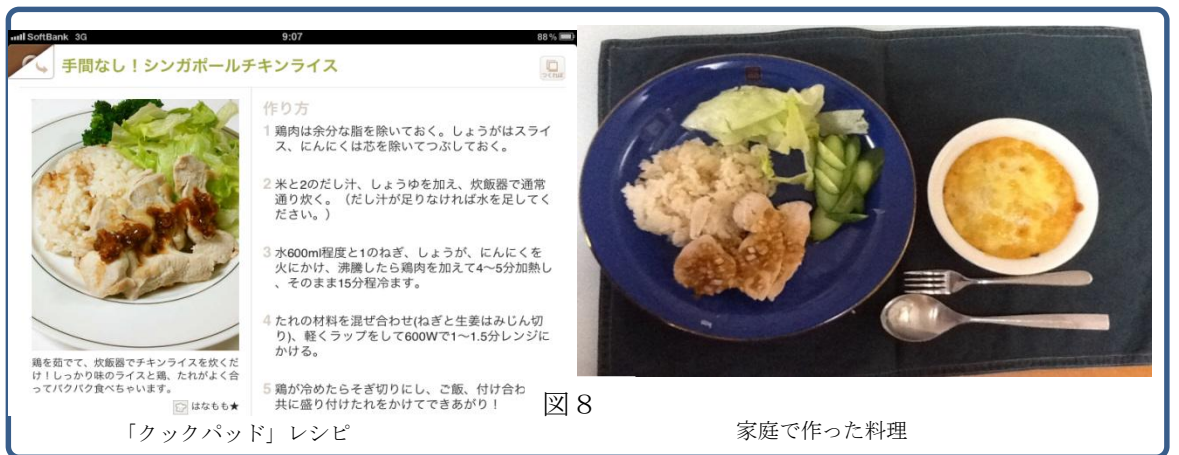 SoftBank 3G 9:07 88%
手間なし！シンガポールチキンライス
作り方
1 鶏肉は余分な脂を除いておく。しょうがはスライ
ス、にんにくは芯を除いてつぶしておく。
2 米と2のだし汁、しょうゆを加え、炊飯器で通常
通り炊く。（だし汁が足りなければ水を足してく
ださい。）
3 水600ml程度と1のねぎ、しょうが、にんにくを
火にかけ、沸騰したら鶏肉を加えて4〜5分加熱し
、そのまま15分程冷ます。
4 たれの材料を混ぜ合わせ(ねぎと生姜はみじん切
り)、軽くラップをして600Wで1〜1.5分レンジに
かける。
5 鶏が冷めたらそぎ切りにし、ご飯、付け合わ
共に盛り付けたれをかけてできあがり！
鶏を茹でて、炊飯器でチキンライスを炊くだ
け！しっかり味のライスと鶏、たれがよく合
ってパクパク食べちゃいます。
はなもも★
図８
「クックパッド」レシピ
家庭で作った料理